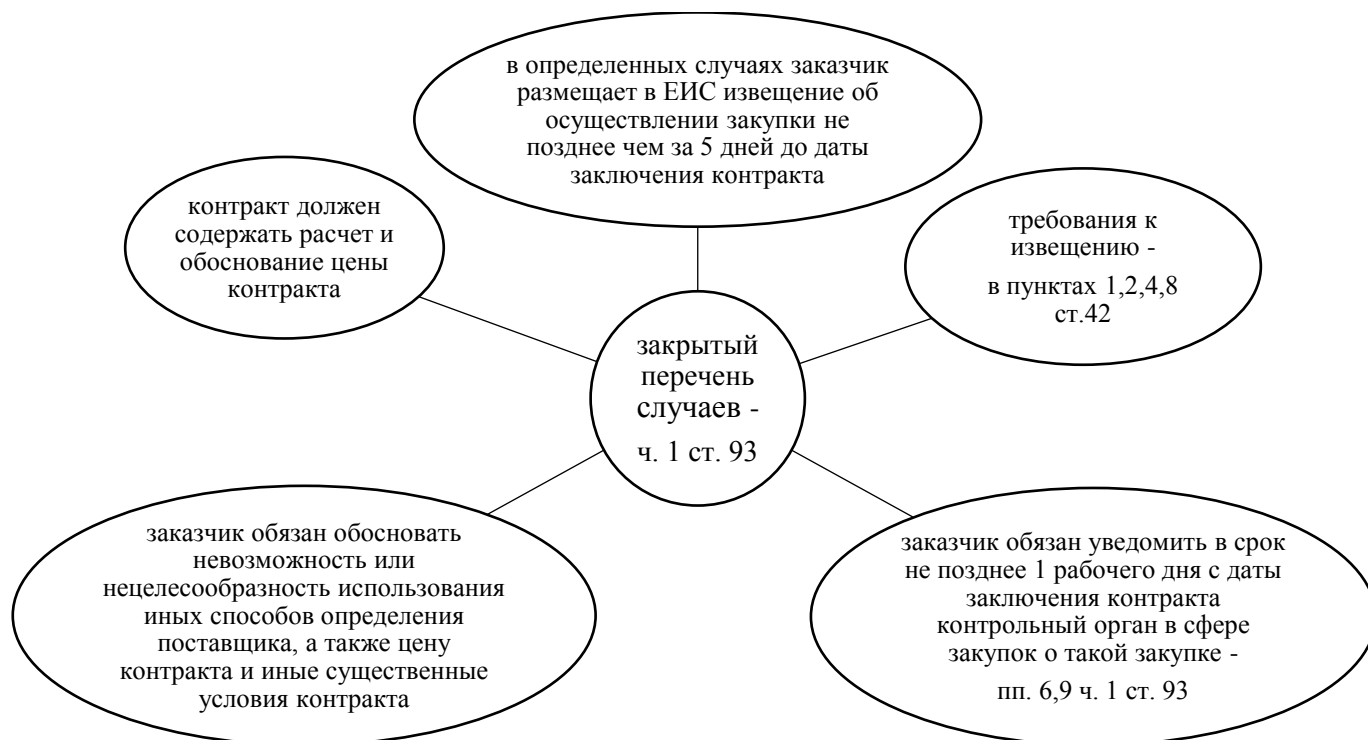 в определенных случаях заказчик
размещает в ЕИС извещение об
осуществлении закупки не
позднее чем за 5 дней до даты
заключения контракта
контракт должен
содержать расчет и
обоснование цены
контракта
требования к
извещению -
в пунктах 1,2,4,8
ст.42
закрытый
перечень
случаев -
ч. 1 ст. 93
заказчик обязан обосновать
невозможность или
нецелесообразность использования
иных способов определения
поставщика, а также цену
контракта и иные существенные
условия контракта
заказчик обязан уведомить в срок
не позднее 1 рабочего дня с даты
заключения контракта
контрольный орган в сфере
закупок о такой закупке -
пп. 6,9 ч. 1 ст. 93